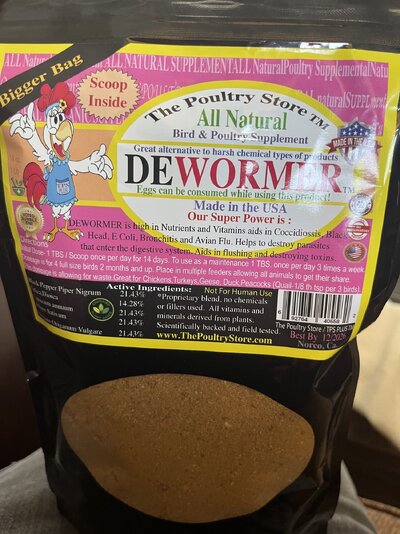 ALL NATURAL SUPPLEMENTALL NaturalPoultry SupplementalNatu
Bigger Bag
Scoop
Inside
The Poultry Store TM
All Natural
Bird & Poultry Supplement
Great alternative to harsh chemical types of products
DEWORMER TM
Eggs can be consumed while using this product!
Made in the USA
Our Super Power is :
DEWORMER is high in Nutrients and Vitamins aids in Coccidiosis, Black
Head, E Coli, Bronchitis and Avian Flu. Helps to destroy parasites
that enter the digestive system. Aids in flushing and destroying toxins.
Directions
Dose- 1 TBS / Scoop once per day for 14 days. To use as a maintenance 1 TBS, once per day 3 times a week.
is for 4 full size birds 2 months and up. Place in multiple feeders allowing all animals to get their share.
is allowing for waste.Great for Chickens,Turkeys,Geese, Duck,Peacocks (Quail-1/8 th tsp per 3 birds).
Active Ingredients:
Not For Human Use
Black Pepper Piper Nigrum 21.43%
14.28%
21.43%
Sativum 21.43%
Origanum Vulgare 21.43%
*Proprietary blend, no chemicals
or fillers used. All vitamins and
minerals derived from plants.
Scientifically backed and field tested.
www.ThePoultryStore.com
The Poultry Store / TPS PLUS
Best By 12/2026
Norco, Ca